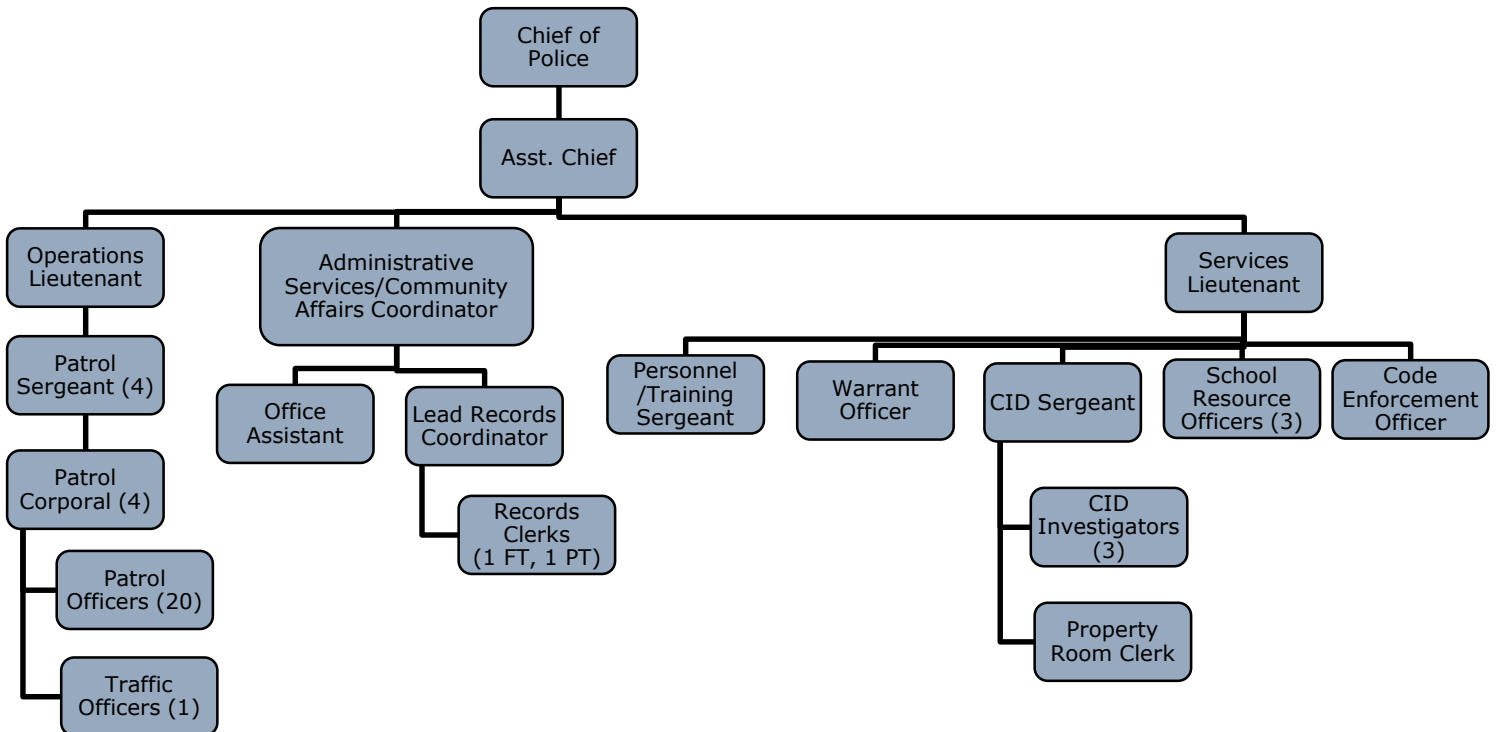 Chief of
Police
Asst. Chief
Operations
Lieutenant
Administrative
Services/Community
Affairs Coordinator
Services
Lieutenant
Patrol
Sergeant (4)
Office
Assistant
Lead Records
Coordinator
Personnel
/Training
Sergeant
Warrant
Officer
CID Sergeant
School
Resource
Officers (3)
Code
Enforcement
Officer
Patrol
Corporal (4)
Records
Clerks
(1 FT, 1 PT)
CID
Investigators
(3)
Patrol
Officers (20)
Property
Room Clerk
Traffic
Officers (1)